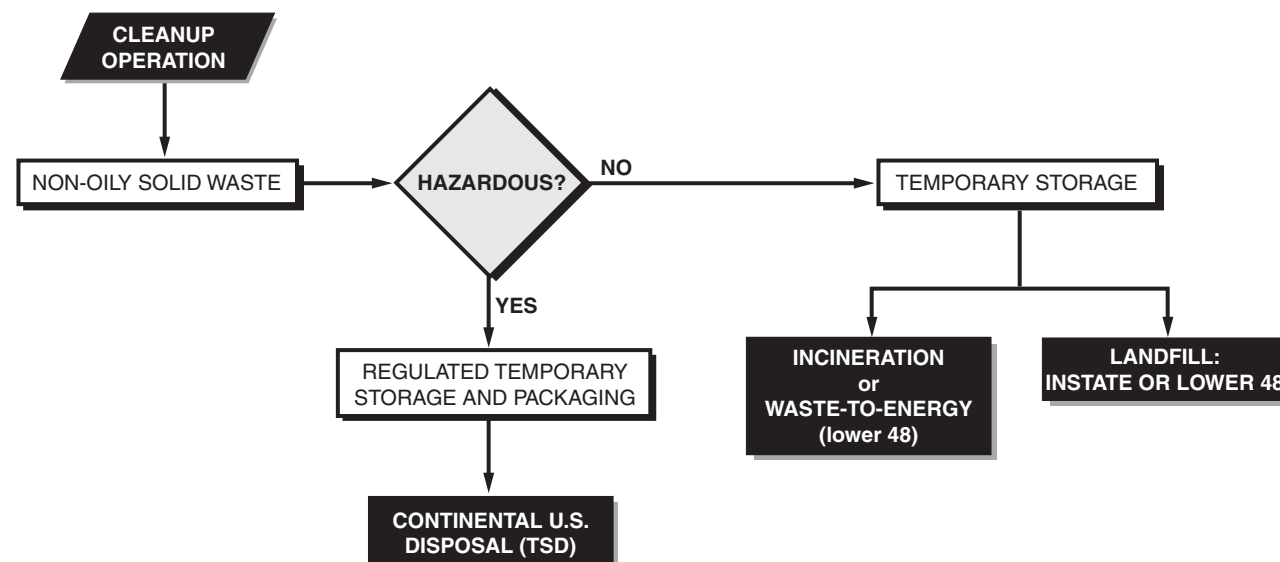 CLEANUP
OPERATION
NON-OILY SOLID WASTE
HAZARDOUS?
NO
TEMPORARY STORAGE
YES
REGULATED TEMPORARY
STORAGE AND PACKAGING
INCINERATION
or
WASTE-TO-ENERGY
(lower 48)
LANDFILL:
INSTATE OR LOWER 48
CONTINENTAL U.S.
DISPOSAL (TSD)